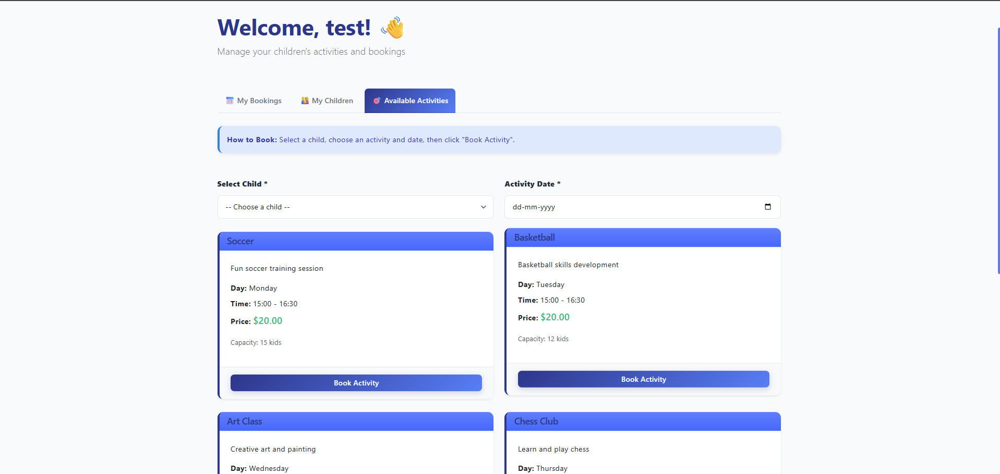 Welcome, test! 👋
Manage your children's activities and bookings
My Bookings
My Children
Available Activities
How to Book: Select a child, choose an activity and date, then click "Book Activity".
Select Child *
Activity Date *
-- Choose a child --
dd-mm-yyyy
Soccer
Fun soccer training session
Day: Monday
Time: 15:00 - 16:30
Price: $20.00
Capacity: 15 kids
Book Activity
Basketball
Basketball skills development
Day: Tuesday
Time: 15:00 - 16:30
Price: $20.00
Capacity: 12 kids
Book Activity
Art Class
Creative art and painting
Day: Wednesday
Chess Club
Learn and play chess
Day: Thursday